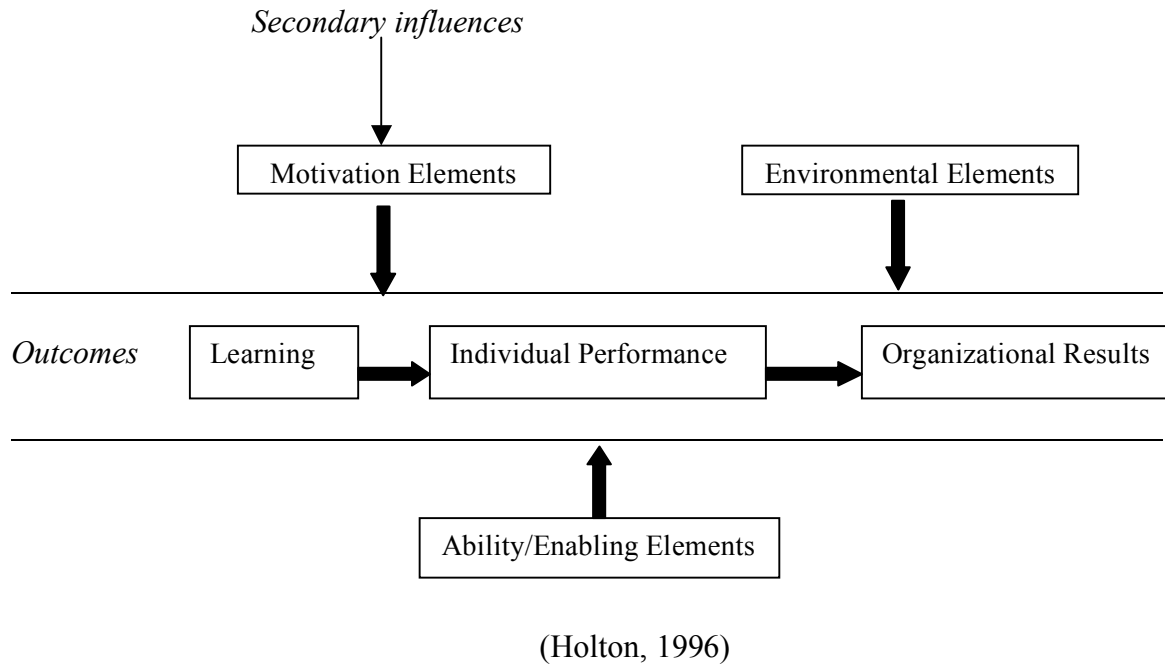 Secondary influences
Motivation Elements
Environmental Elements
Outcomes
Learning
Individual Performance
Organizational Results
Ability/Enabling Elements
(Holton, 1996)